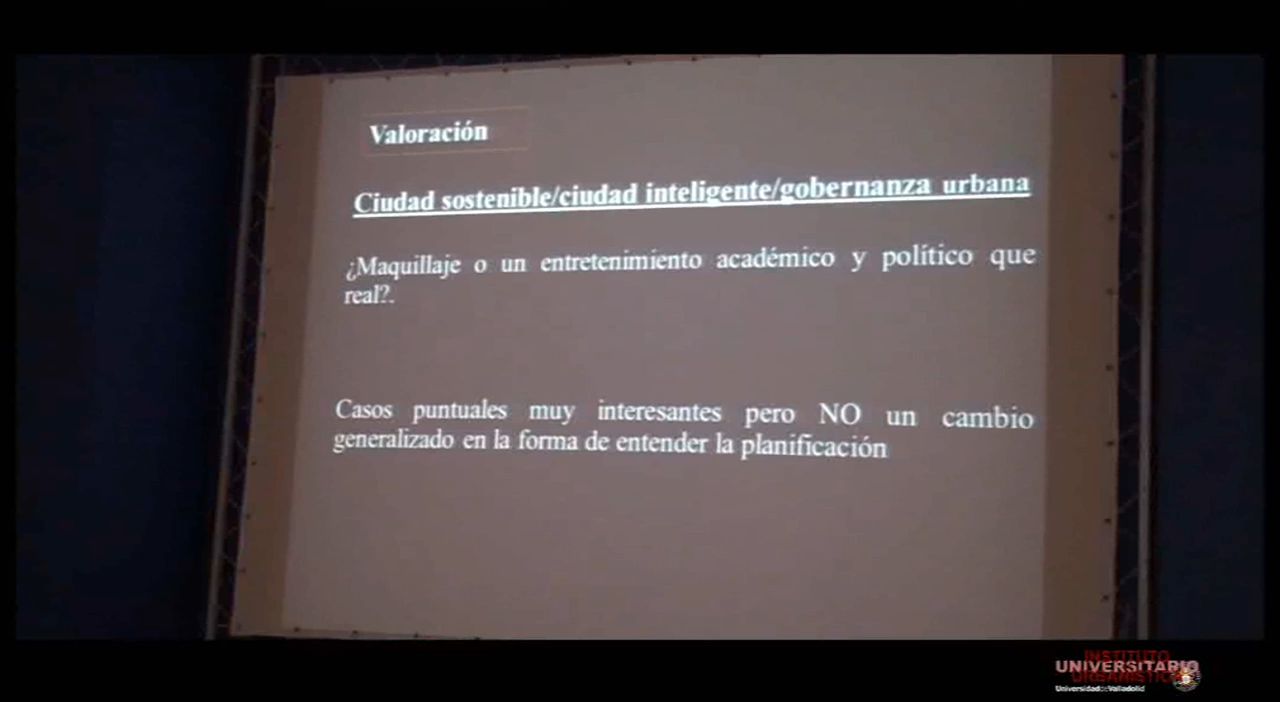 Valoración
Ciudad sostenible/ciudad inteligente/gobernanza urbana
¿Maquillaje o un entretenimiento académico y político que
real?.
Casos puntuales muy interesantes pero NO un cambio
generalizado en la forma de entender la planificación
INSTITUTO
UNIVERSITARIO
URBANÍSTICA
Universidad de Valladolid